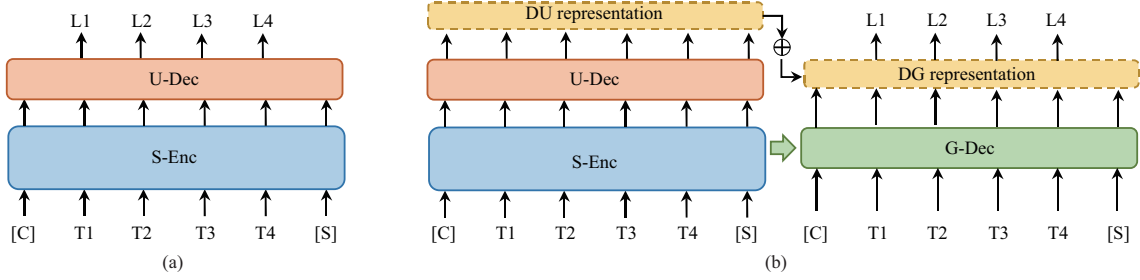 L1 L2 L3 L4
U-Dec
S-Enc
[C] T1 T2 T3 T4 [S]
(a)
DU representation
U-Dec
S-Enc
[C] T1 T2 T3 T4 [S]
L1 L2 L3 L4
DG representation
G-Dec
[C] T1 T2 T3 T4 [S]
(b)